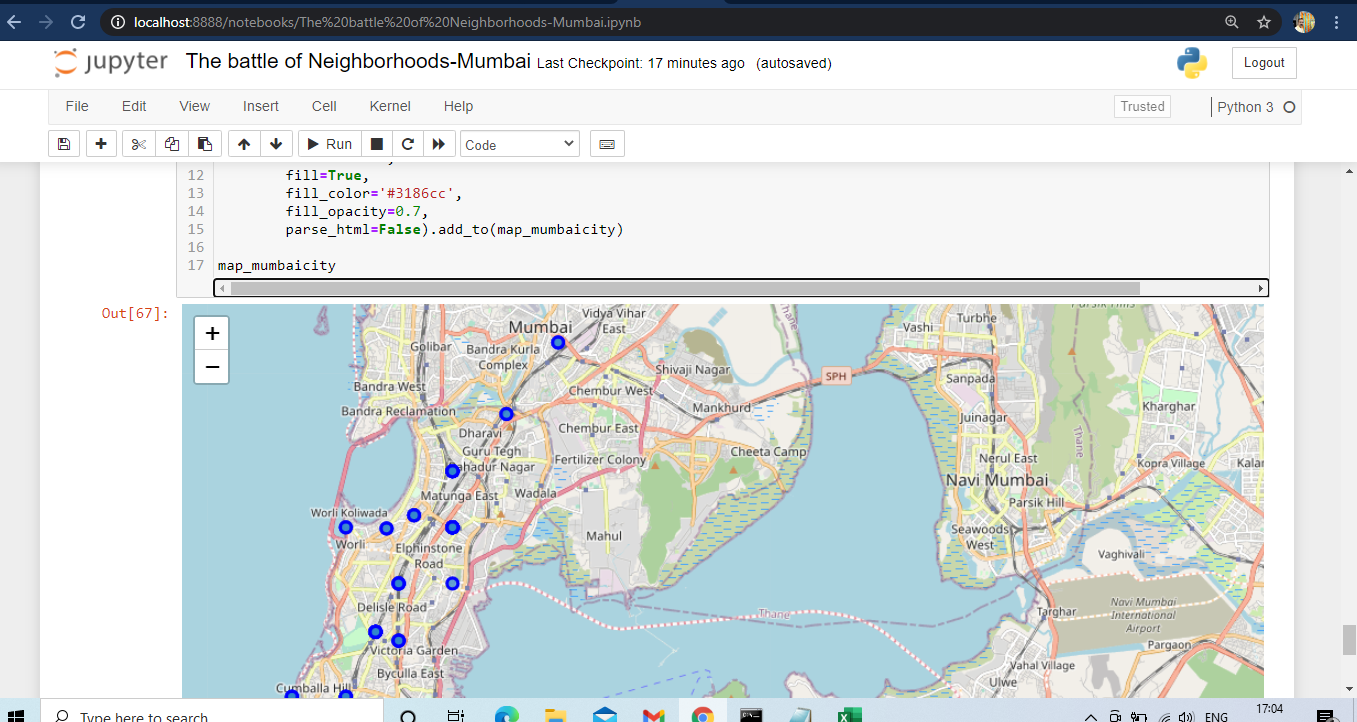 localhost:8888/notebooks/The%20battle%20of%20Neighborhoods-Mumbai.ipynb
jupyter The battle of Neighborhoods-Mumbai Last Checkpoint: 17 minutes ago (autosaved)
Logout
File Edit View Insert Cell Kernel Help
Trusted
Python 3
Run
Code
12 fill=True,
13 fill_color='#3186cc',
14 fill_opacity=0.7,
15 parse_html=False).add_to(map_mumbaicity)
16
17 map_mumbaicity
Out[67]:
+
−
Mumbai
Vidya Vihar
East
Thane
Vashi
Turbhe
Parsik Hills
Golibar
Bandra Kurla
Complex
Shivaji Nagar
SPH
Sanpada
Bandra West
Chembur West
Bandra Reclamation
Mankhurd
Juinagar
Kharghar
Dharavi
Chembur East
Thane
Guru Tegh
Bahadur Nagar
Fertilizer Colony
Cheeta Camp
Nerul East
Kopra Village
Kalar
Navi Mumbai
Matunga East
Wadala
Parsik Hill
Worli Koliwada
Worli
Elphinstone
Road
Mahul
Seawoods
West
Vaghivali
Delisle Road
Thane
Targhar
Navi Mumbai
International
Airport
Pargaon
Victoria Garden
Byculla East
Vahal Village
Ulwe
Cumballa Hill
Type here to search
ENG
17:04